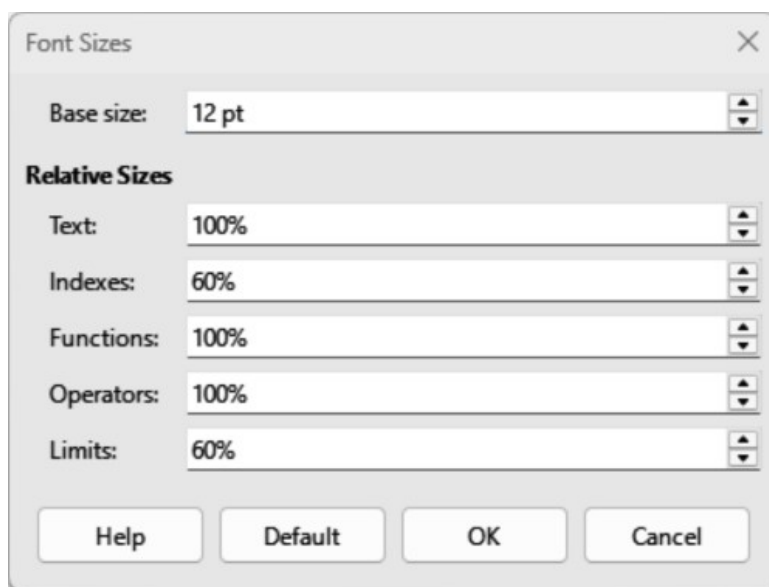 Font Sizes
Base size: 12 pt
Relative Sizes
Text: 100%
Indexes: 60%
Functions: 100%
Operators: 100%
Limits: 60%
Help Default OK Cancel